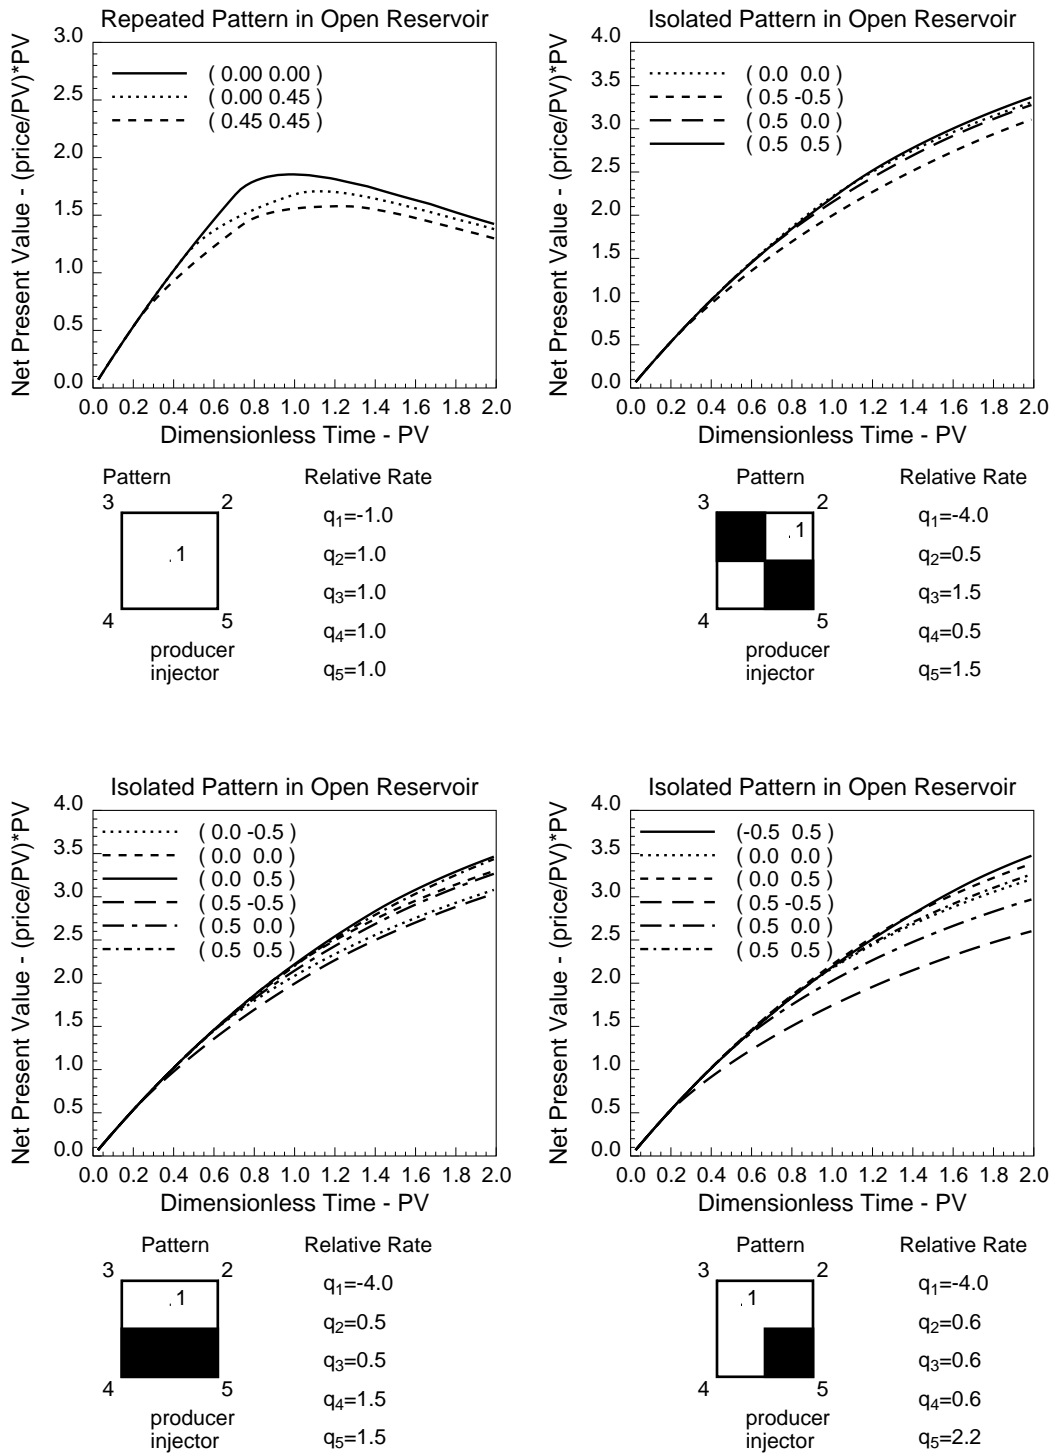 Repeated Pattern in Open Reservoir
Net Present Value - (price/PV)*PV
3.0
2.5
2.0
1.5
1.0
0.5
0.0
( 0.00 0.00 )
( 0.00 0.45 )
( 0.45 0.45 )
0.0 0.2 0.4 0.6 0.8 1.0 1.2 1.4 1.6 1.8 2.0
Dimensionless Time - PV
Pattern
3 2
.1
4 5
producer
injector
Relative Rate
q1=-1.0
q2=1.0
q3=1.0
q4=1.0
q5=1.0
Isolated Pattern in Open Reservoir
Net Present Value - (price/PV)*PV
4.0
3.5
3.0
2.5
2.0
1.5
1.0
0.5
0.0
( 0.0 0.0 )
( 0.5 -0.5 )
( 0.5 0.0 )
( 0.5 0.5 )
0.0 0.2 0.4 0.6 0.8 1.0 1.2 1.4 1.6 1.8 2.0
Dimensionless Time - PV
Pattern
3 2
.1
4 5
producer
injector
Relative Rate
q1=-4.0
q2=0.5
q3=1.5
q4=0.5
q5=1.5
Isolated Pattern in Open Reservoir
Net Present Value - (price/PV)*PV
4.0
3.5
3.0
2.5
2.0
1.5
1.0
0.5
0.0
( 0.0 -0.5 )
( 0.0 0.0 )
( 0.0 0.5 )
( 0.5 -0.5 )
( 0.5 0.0 )
( 0.5 0.5 )
0.0 0.2 0.4 0.6 0.8 1.0 1.2 1.4 1.6 1.8 2.0
Dimensionless Time - PV
Pattern
3 2
.1
4 5
producer
injector
Relative Rate
q1=-4.0
q2=0.5
q3=0.5
q4=1.5
q5=1.5
Isolated Pattern in Open Reservoir
Net Present Value - (price/PV)*PV
4.0
3.5
3.0
2.5
2.0
1.5
1.0
0.5
0.0
(-0.5 0.5 )
( 0.0 0.0 )
( 0.0 0.5 )
( 0.5 -0.5 )
( 0.5 0.0 )
( 0.5 0.5 )
0.0 0.2 0.4 0.6 0.8 1.0 1.2 1.4 1.6 1.8 2.0
Dimensionless Time - PV
Pattern
3 2
.1
4 5
producer
injector
Relative Rate
q1=-4.0
q2=0.6
q3=0.6
q4=0.6
q5=2.2